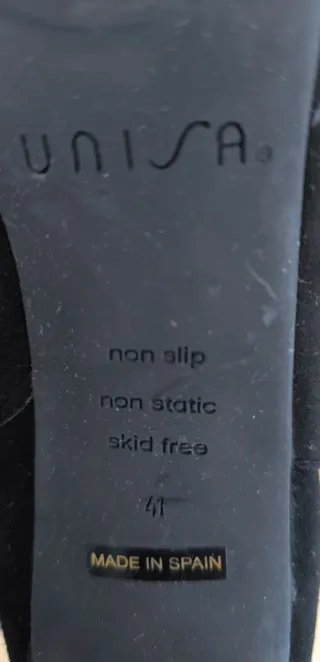 UNISA®
non slip
non static
skid free
41
MADE IN SPAIN